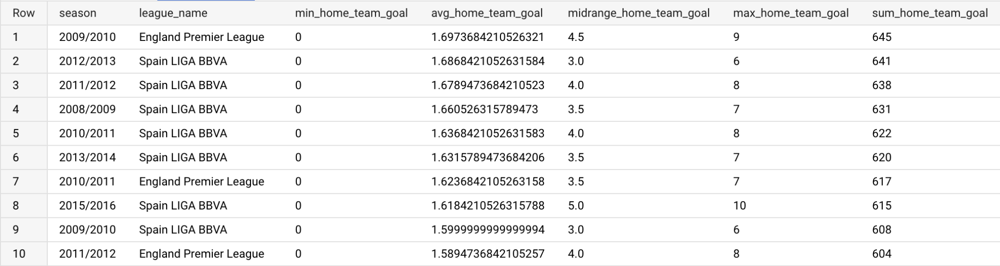 Row season league_name min_home_team_goal avg_home_team_goal midrange_home_team_goal max_home_team_goal sum_home_team_goal
1 2009/2010 England Premier League 0 1.6973684210526321 4.5 9 645
2 2012/2013 Spain LIGA BBVA 0 1.6868421052631584 3.0 6 641
3 2011/2012 Spain LIGA BBVA 0 1.6789473684210523 4.0 8 638
4 2008/2009 Spain LIGA BBVA 0 1.660526315789473 3.5 7 631
5 2010/2011 Spain LIGA BBVA 0 1.6368421052631583 4.0 8 622
6 2013/2014 Spain LIGA BBVA 0 1.6315789473684206 3.5 7 620
7 2010/2011 England Premier League 0 1.6236842105263158 3.5 7 617
8 2015/2016 Spain LIGA BBVA 0 1.6184210526315788 5.0 10 615
9 2009/2010 Spain LIGA BBVA 0 1.5999999999999994 3.0 6 608
10 2011/2012 England Premier League 0 1.5894736842105257 4.0 8 604